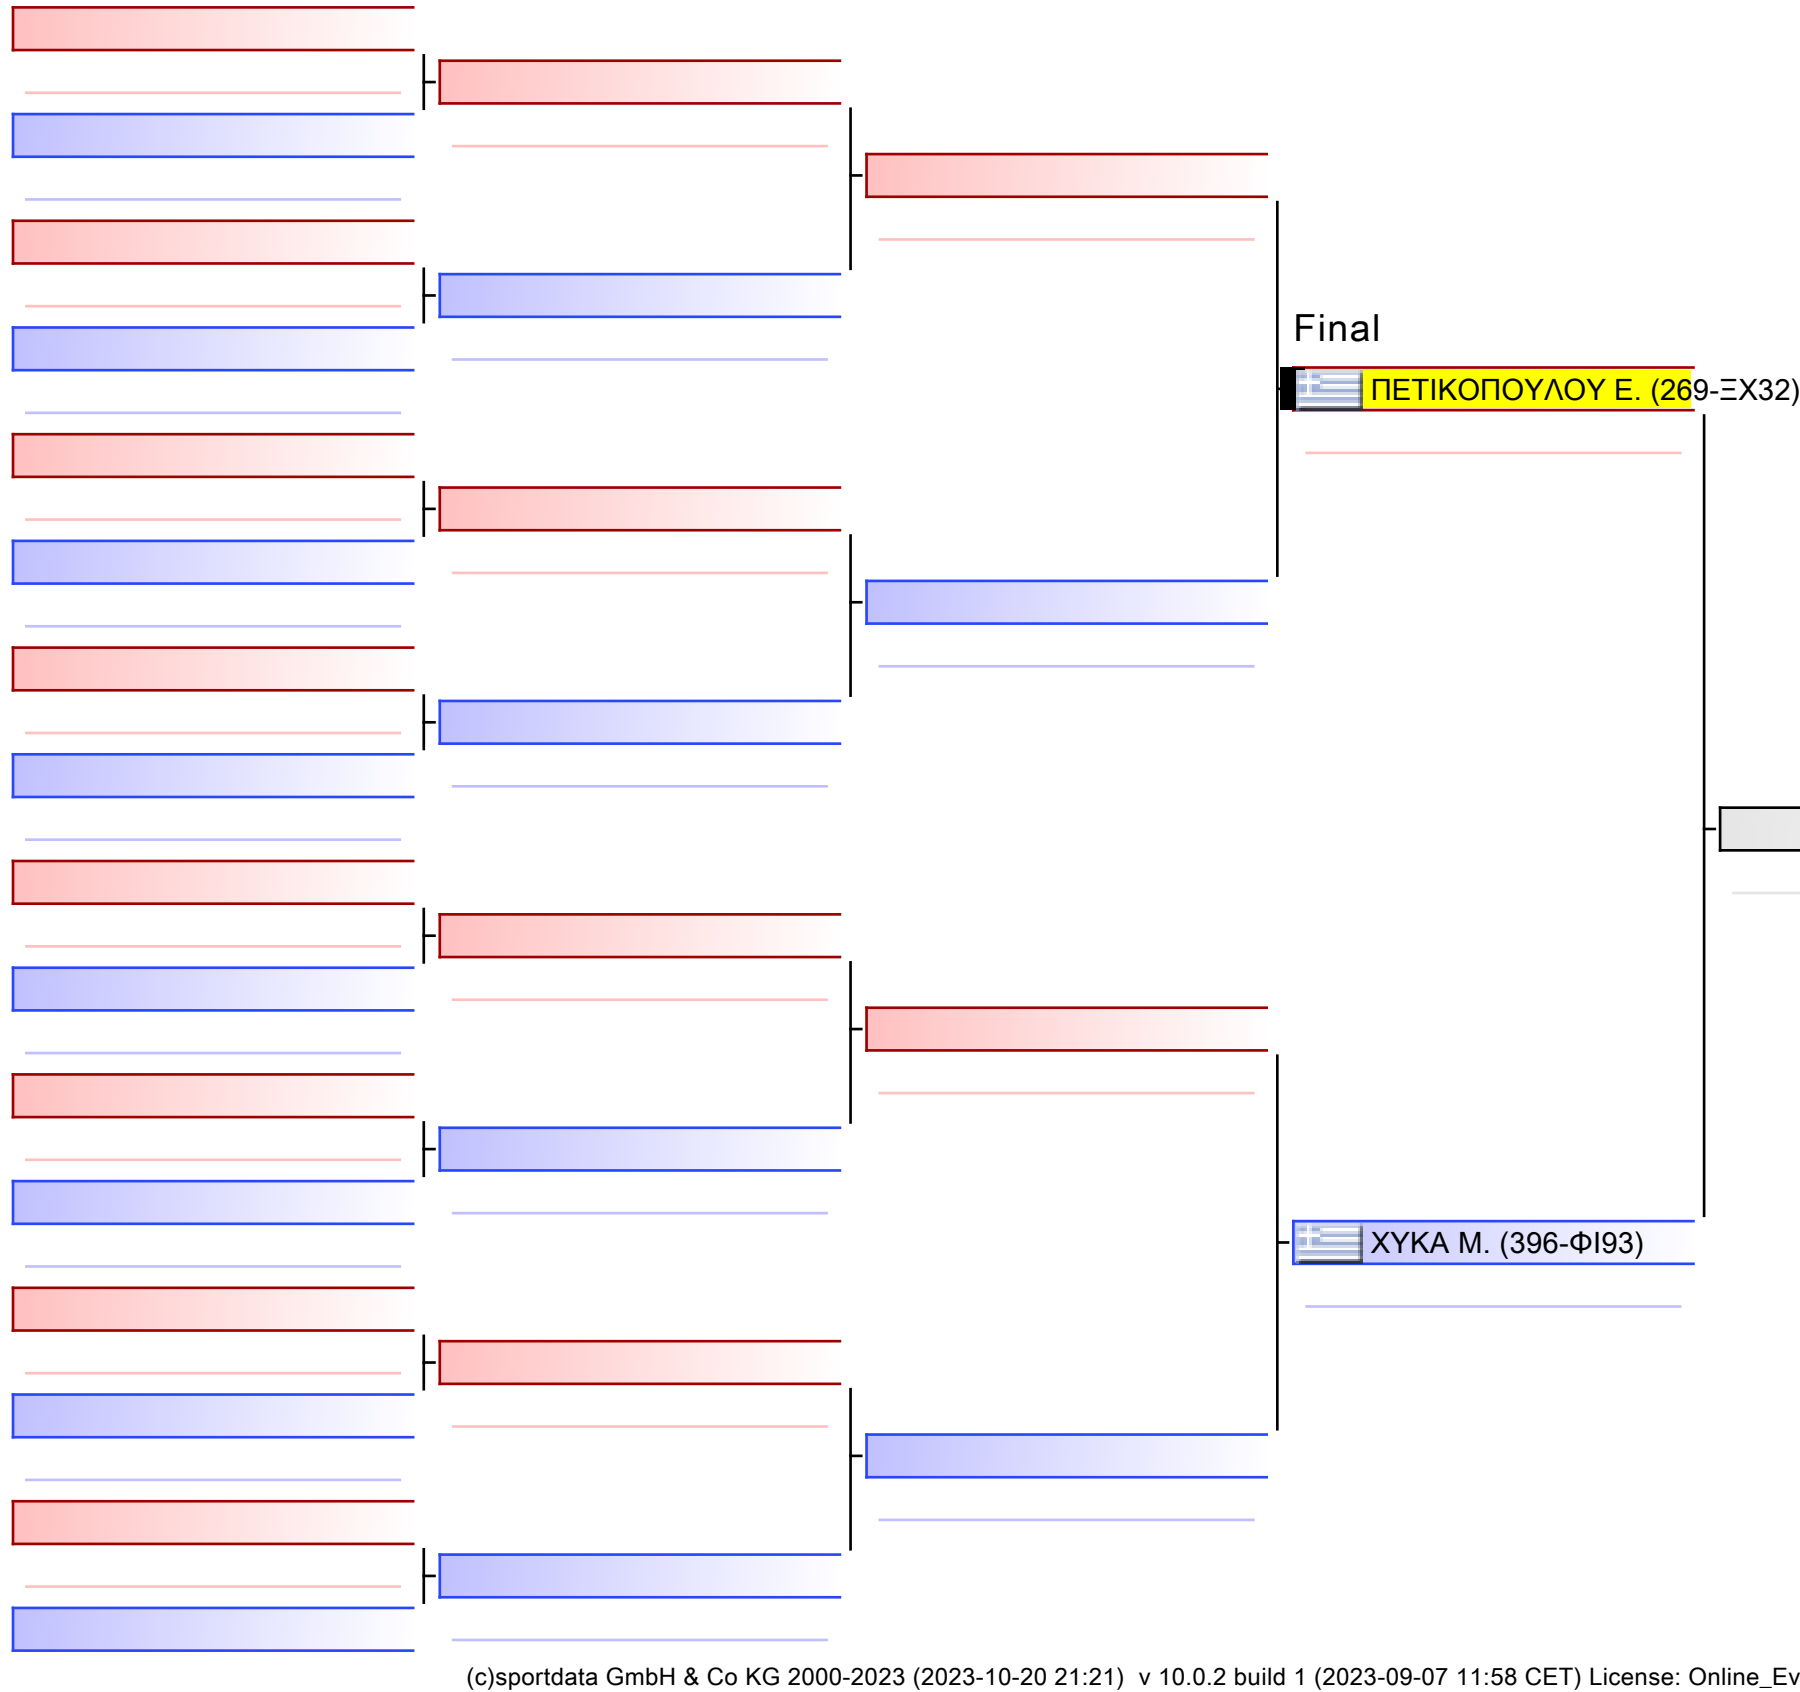 Final
ΠΕΤΙΚΟΠΟΥΛΟΥ Ε. (269-ΞΧ32)
ΧΥΚΑ Μ. (396-ΦΙ93)
(c)sportdata GmbH & Co KG 2000-2023 (2023-10-20 21:21) v 10.0.2 build 1 (2023-09-07 11:58 CET) License: Online_Ev